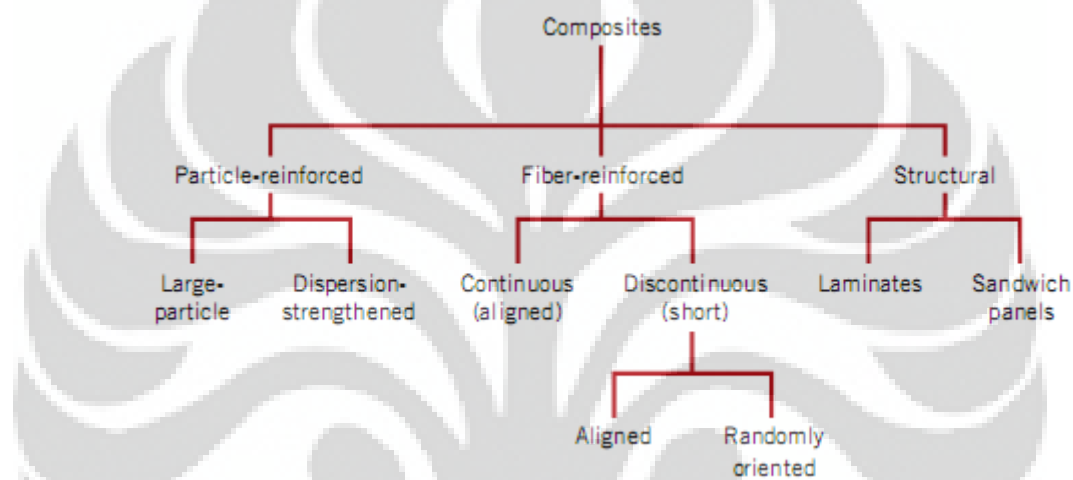 Composites
Particle-reinforced
Fiber-reinforced
Structural
Large-
particle
Dispersion-
strengthened
Continuous
(aligned)
Discontinuous
(short)
Laminates
Sandwich
panels
Aligned
Randomly
oriented